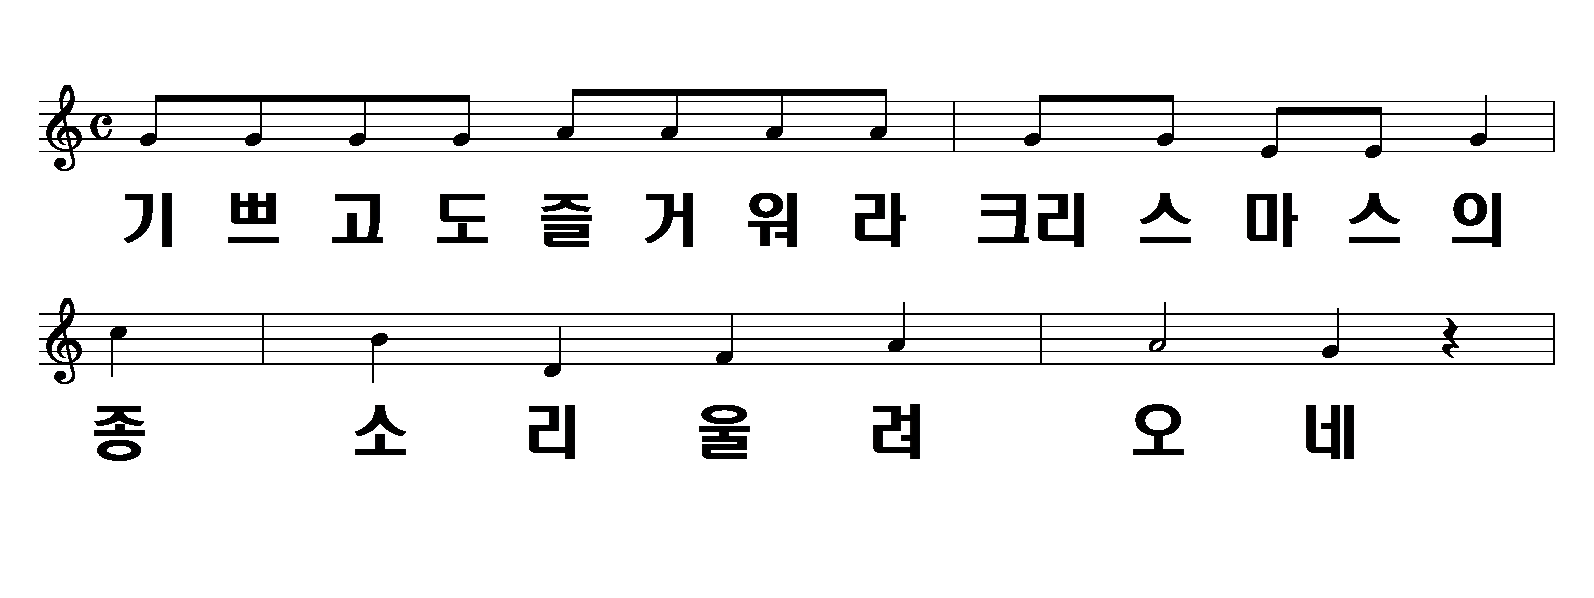 기 쁘 고 도 즐 거 워 라 크리 스 마 스 의
종 소 리 울 려 오 네